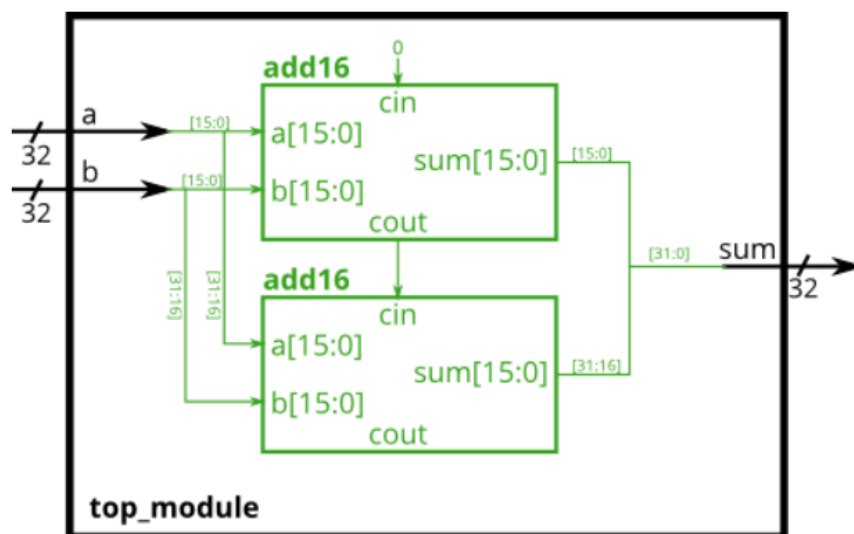 0
add16
cin
a
[15:0]
a[15:0]
32
sum[15:0]
[15:0]
b
[15:0]
b[15:0]
32
cout
[31:16]
[31:16]
[31:0]
sum
32
add16
cin
a[15:0]
sum[15:0]
[31:16]
b[15:0]
cout
top_module